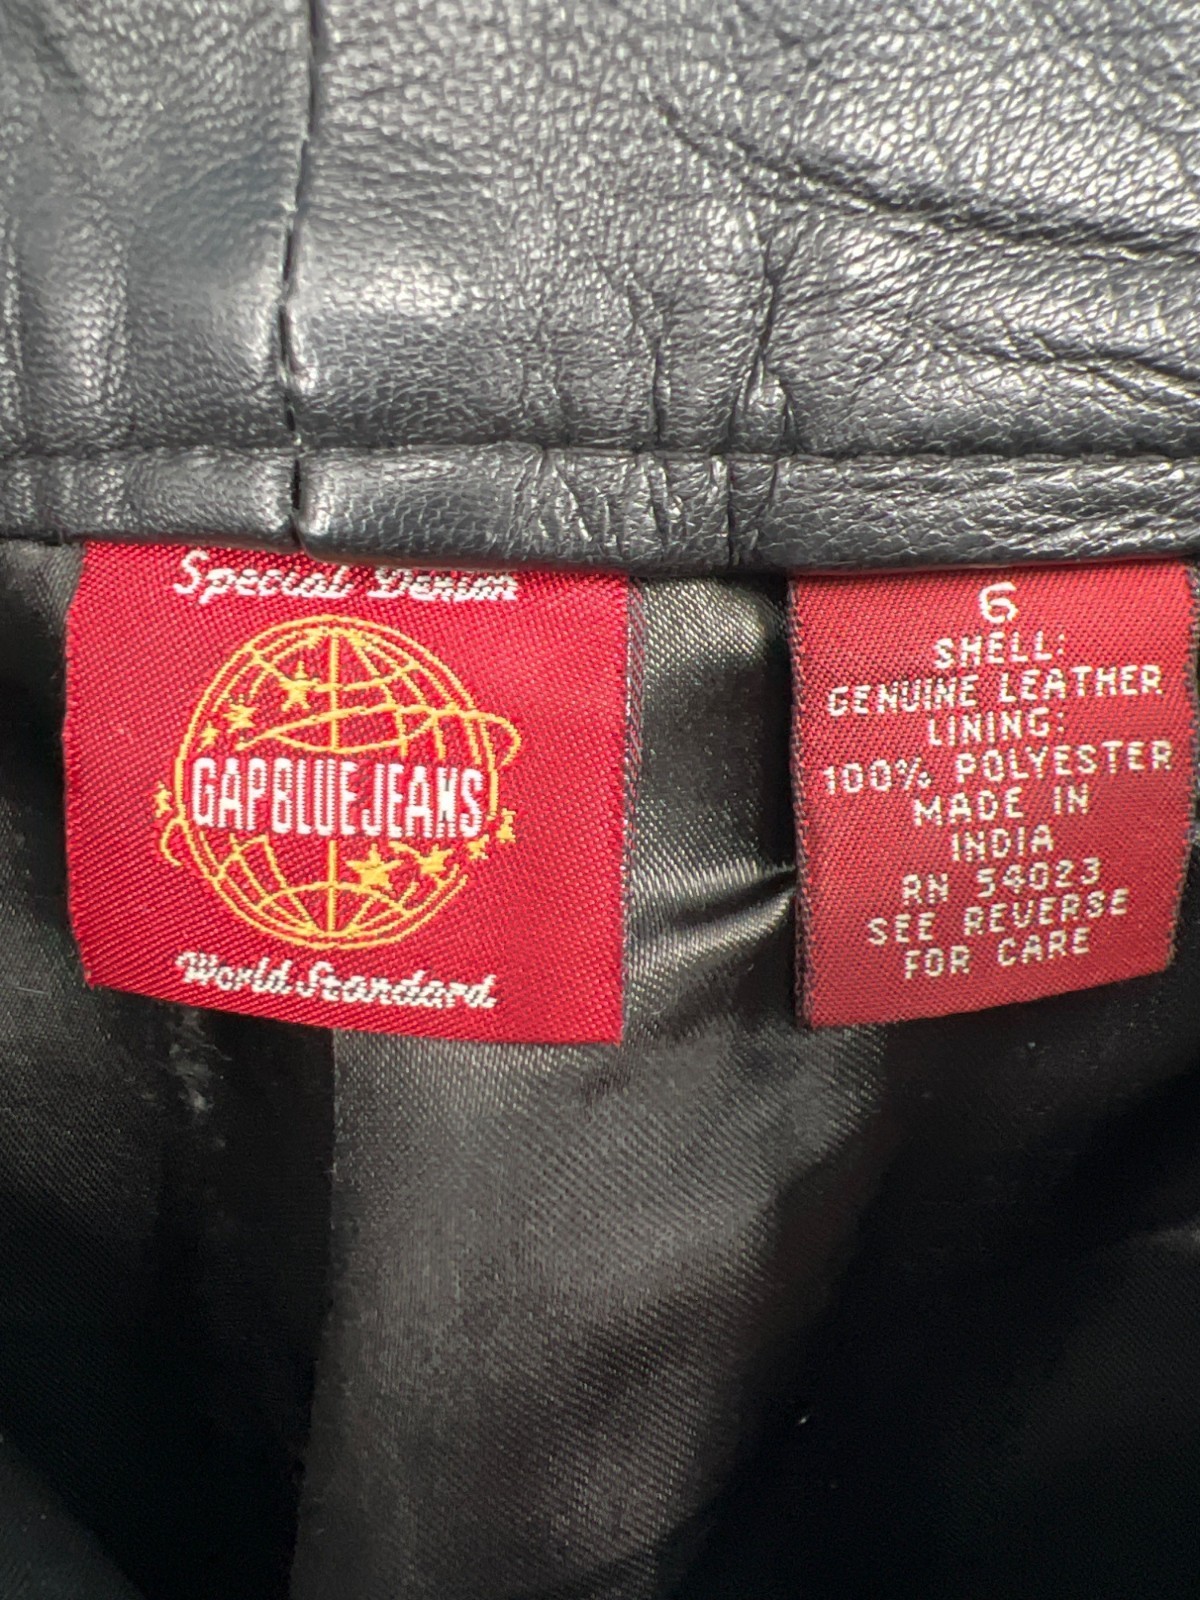 Special Denim
GAPBLUEJEANS
World Standard
6
SHELL:
GENUINE LEATHER
LINING:
100% POLYESTER
MADE IN
INDIA
RN 54023
SEE REVERSE
FOR CARE